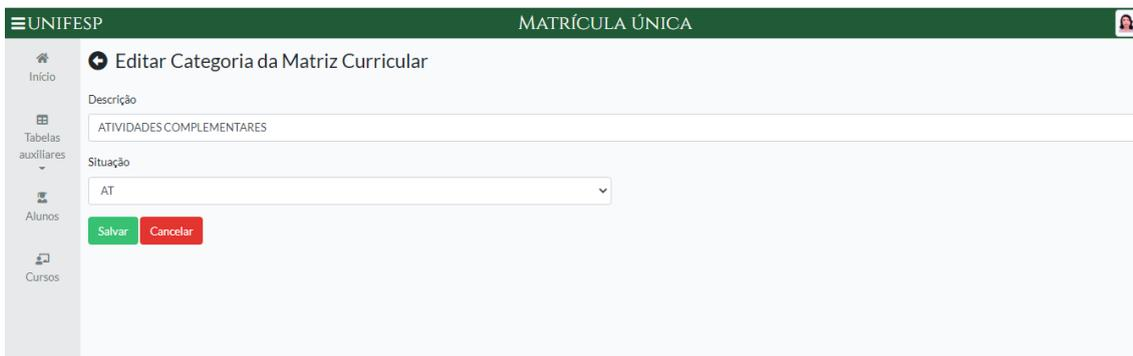 UNIFESP
MATRÍCULA ÚNICA
Início
Tabelas
auxiliares
Alunos
Cursos
Editar Categoria da Matriz Curricular
Descrição
ATIVIDADES COMPLEMENTARES
Situação
AT
Salvar
Cancelar